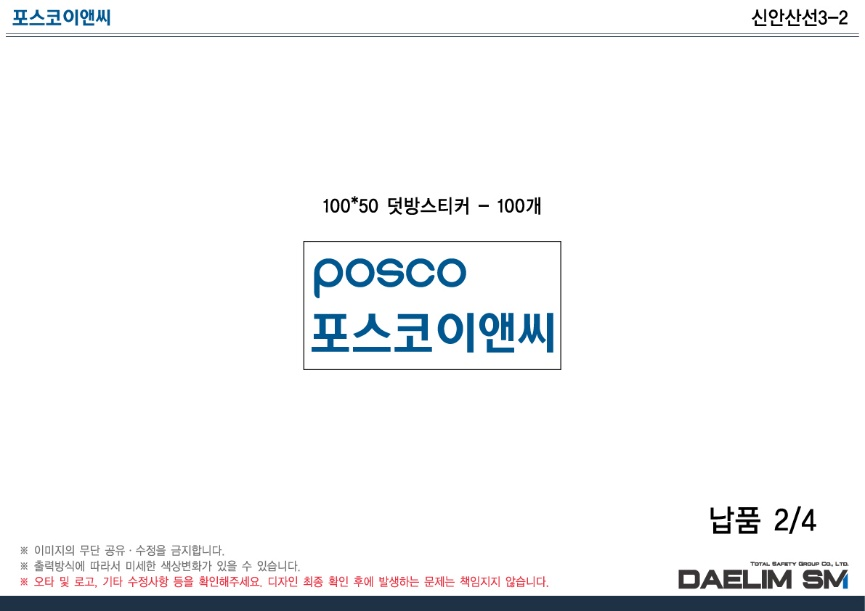 포스코이앤씨
신안산선3-2
100*50 덧방스티커 - 100개
posco
포스코이앤씨
납품 2/4
※ 이미지의 무단 공유·수정을 금지합니다.
※ 출력방식에 따라서 미세한 색상변화가 있을 수 있습니다.
※ 오타 및 로고, 기타 수정사항 등을 확인해주세요. 디자인 최종 확인 후에 발생하는 문제는 책임지지 않습니다.
TOTAL SAFETY GROUP CO., LTD.
DAELIM SM